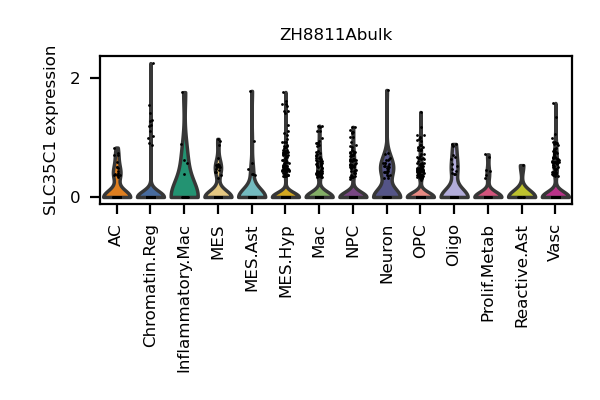 ZH8811Abulk
SLC35C1 expression
2
0
AC
Chromatin.Reg
Inflammatory.Mac
MES
MES.Ast
MES.Hyp
Mac
NPC
Neuron
OPC
Oligo
Prolif.Metab
Reactive.Ast
Vasc